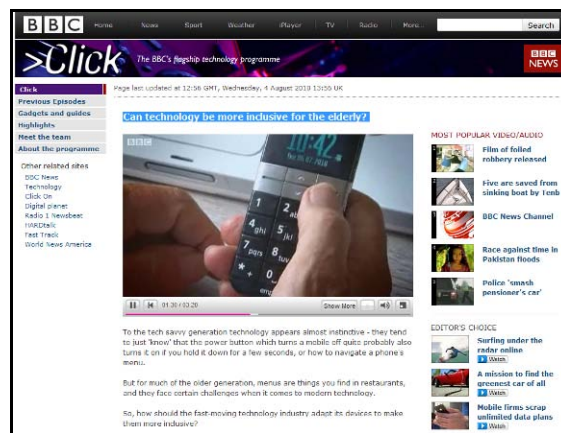 BBC
Home News Sport Weather iPlayer TV Radio More... Search
>Click The BBC's flagship technology programme
BBC
NEWS
Click
Previous Episodes
Gadgets and guides
Highlights
Meet the team
About the programme
Other related sites
BBC News
Technology
Click On
Digital planet
Radio 1 Newsbeat
HARDtalk
Fast Track
World News America
Page last updated at 12:56 GMT, Wednesday, 4 August 2010 13:56 UK
Can technology be more inclusive for the elderly?
BBC
10:42
1
2
4 ghi
5 jkl
7 pqrs
8
* +
0
Show More
To the tech savvy generation technology appears almost instinctive - they tend
to just 'know' that the power button which turns a mobile off quite probably also
turns it on if you hold it down for a few seconds, or how to navigate a phone's
menu.
But for much of the older generation, menus are things you find in restaurants,
and they face certain challenges when it comes to modern technology.
So, how should the fast-moving technology industry adapt its devices to make
them more inclusive?
MOST POPULAR VIDEO/AUDIO
Film of foiled
robbery released
Five are saved from
sinking boat by Tenb
BBC News Channel
Race against time in
Pakistan floods
Police 'smash
pensioner's car'
EDITOR'S CHOICE
Surfing under the
radar online
Watch
A mission to find the
greenest car of all
Watch
Mobile firms scrap
unlimited data plans
Watch